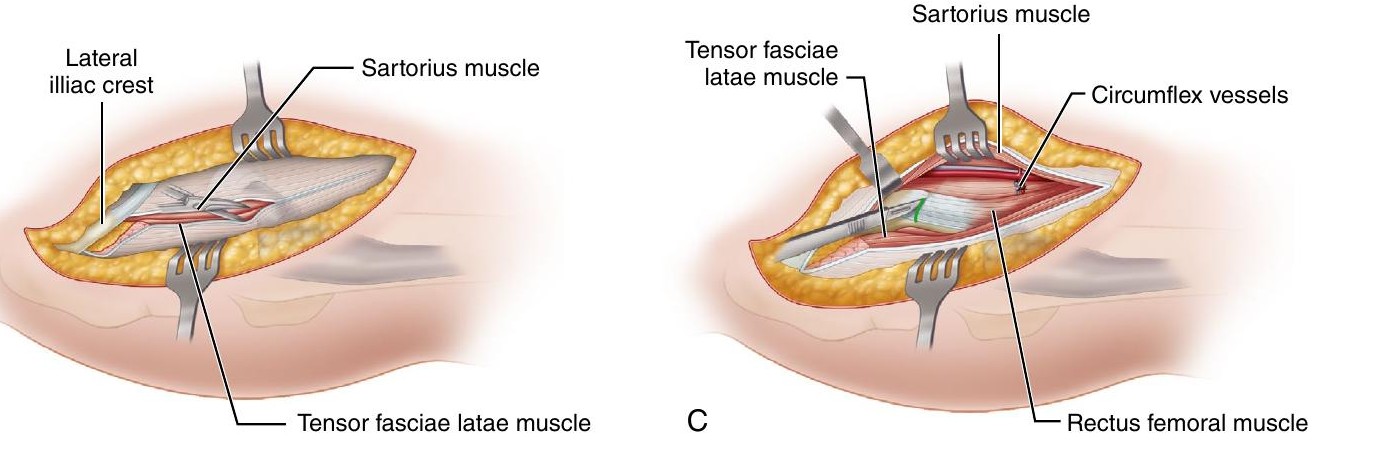 Lateral
illiac crest
Sartorius muscle
Tensor fasciae latae muscle
Sartorius muscle
Tensor fasciae
latae muscle
Circumflex vessels
C
Rectus femoral muscle